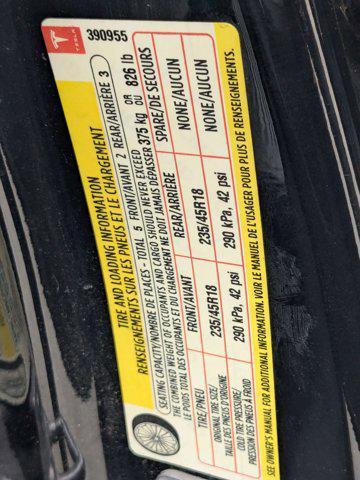 TESLA
390955
TIRE AND LOADING INFORMATION
RENSEIGNEMENTS SUR LES PNEUS ET LE CHARGEMENT
SEATING CAPACITY/NOMBRE DE PLACES - TOTAL 5 FRONT/AVANT 2 REAR/ARRIÈRE 3
THE COMBINED WEIGHT OF OCCUPANTS AND CARGO SHOULD NEVER EXCEED
LE POIDS TOTAL DES OCCUPANTS ET DU CHARGEMENT NE DOIT JAMAIS DÉPASSER 375 kg OR OU 826 lb
TIRE/PNEU FRONT/AVANT REAR/ARRIÈRE SPARE/DE SECOURS
ORIGINAL TIRE SIZE
TAILLE DES PNEUS D'ORIGINE 235/45R18 235/45R18 NONE/AUCUN
COLD TIRE PRESSURE
PRESSION DES PNEUS À FROID 290 kPa, 42 psi 290 kPa, 42 psi NONE/AUCUN
SEE OWNER'S MANUAL FOR ADDITIONAL INFORMATION. VOIR LE MANUEL DE L'USAGER POUR PLUS DE RENSEIGNEMENTS.